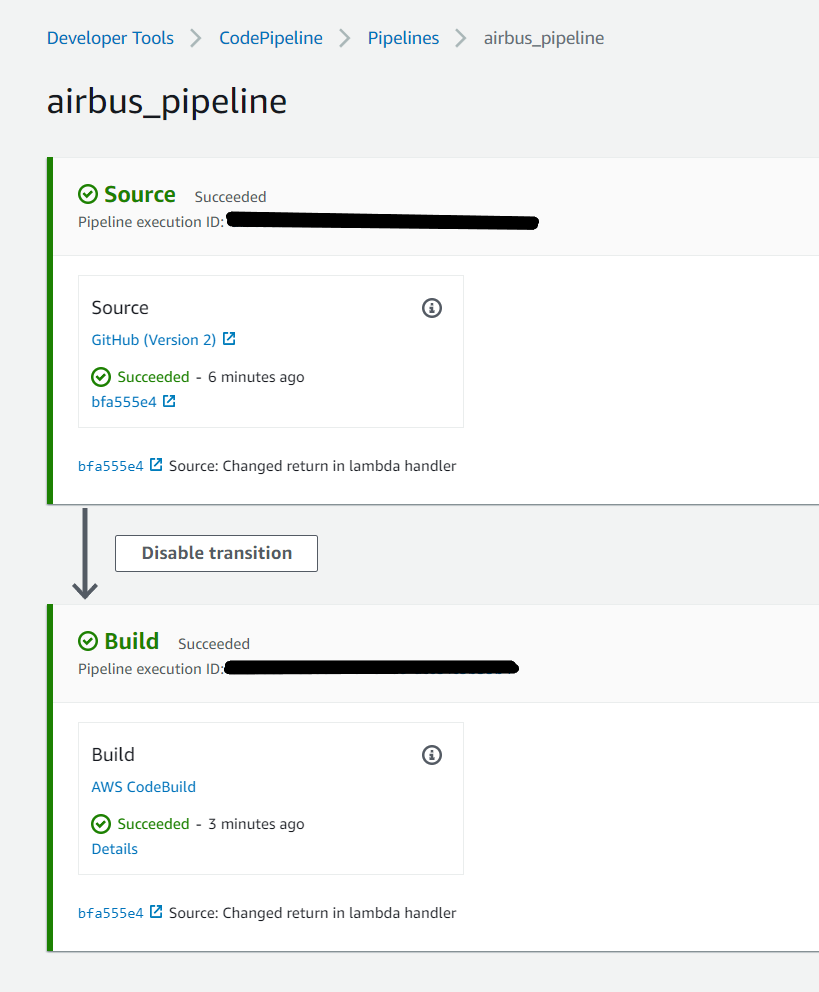 Developer Tools > CodePipeline > Pipelines > airbus_pipeline
airbus_pipeline
Source Succeeded
Pipeline execution ID:
Source
GitHub (Version 2)
Succeeded - 6 minutes ago
bfa555e4
bfa555e4 Source: Changed return in lambda handler
Disable transition
Build Succeeded
Pipeline execution ID:
Build
AWS CodeBuild
Succeeded - 3 minutes ago
Details
bfa555e4 Source: Changed return in lambda handler